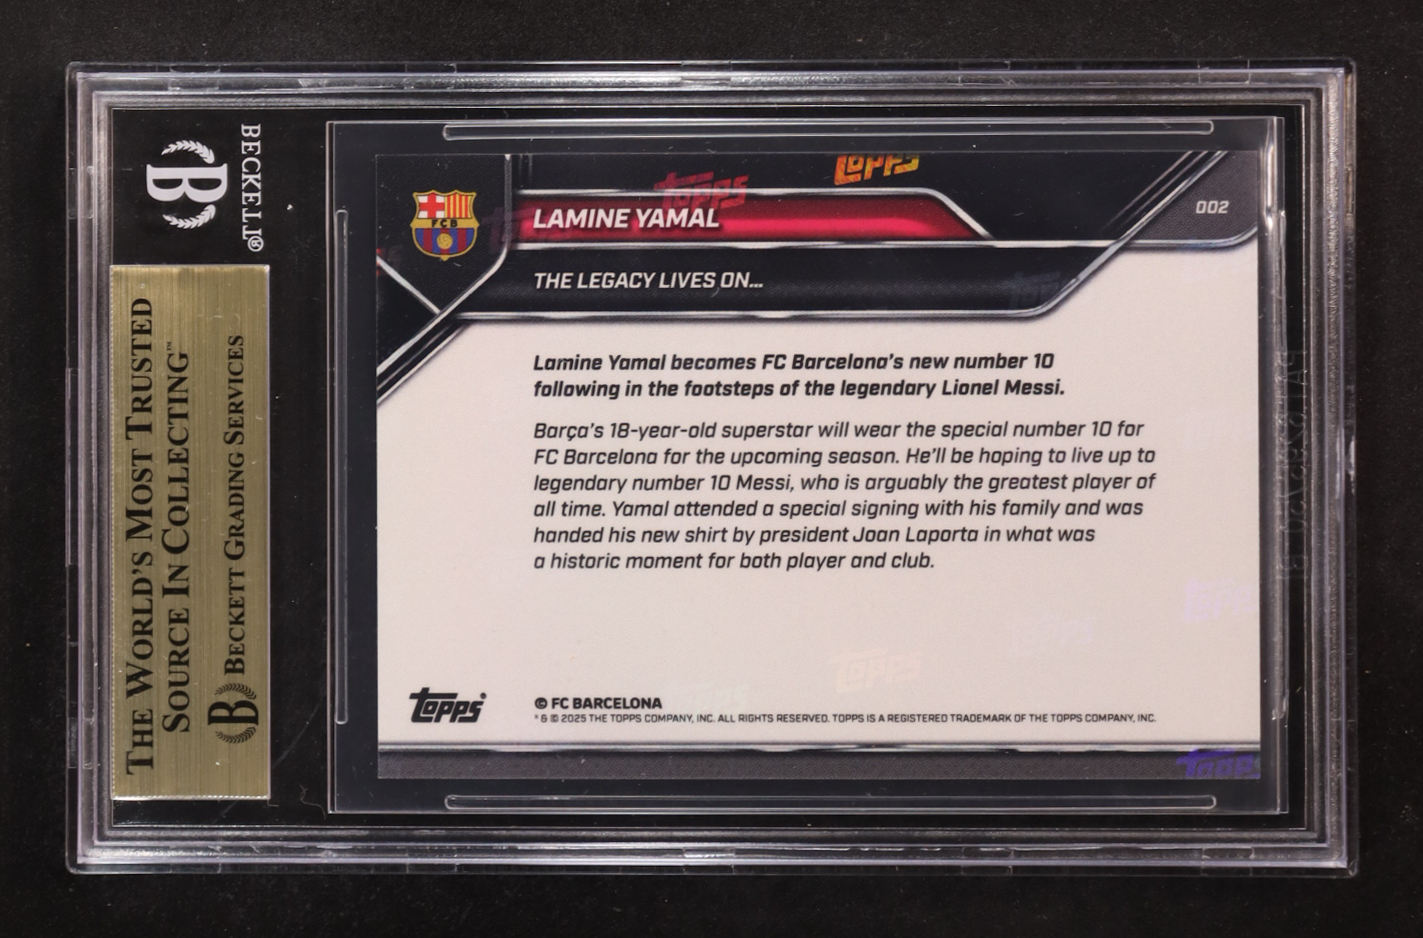 BECKETT®
B
THE WORLD'S MOST TRUSTED
SOURCE IN COLLECTING™
B BECKETT GRADING SERVICES
Topps
Topps
FCB
LAMINE YAMAL
002
THE LEGACY LIVES ON...
Lamine Yamal becomes FC Barcelona's new number 10
following in the footsteps of the legendary Lionel Messi.
Barça's 18-year-old superstar will wear the special number 10 for
FC Barcelona for the upcoming season. He'll be hoping to live up to
legendary number 10 Messi, who is arguably the greatest player of
all time. Yamal attended a special signing with his family and was
handed his new shirt by president Joan Laporta in what was
a historic moment for both player and club.
Topps®
© FC BARCELONA
® & © 2025 THE TOPPS COMPANY, INC. ALL RIGHTS RESERVED. TOPPS IS A REGISTERED TRADEMARK OF THE TOPPS COMPANY, INC.
Topps